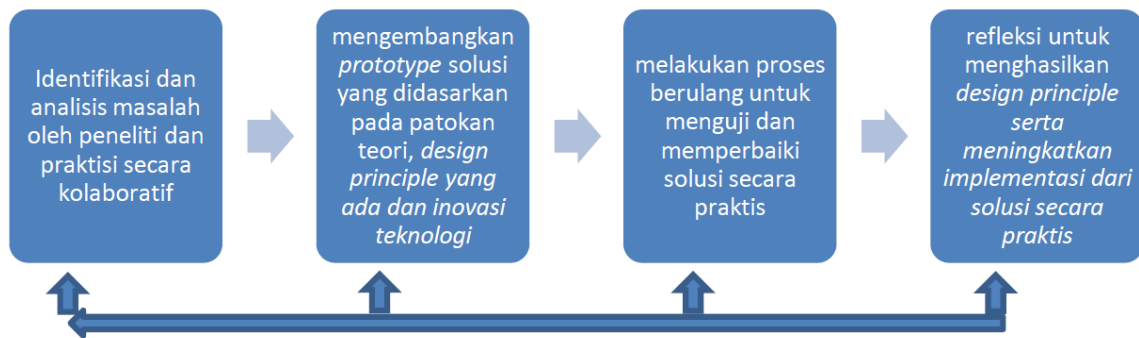 Identifikasi dan
analisis masalah
oleh peneliti dan
praktisi secara
kolaboratif
mengembangkan
prototype solusi
yang didasarkan
pada patokan
teori, design
principle yang
ada dan inovasi
teknologi
melakukan proses
berulang untuk
menguji dan
memperbaiki
solusi secara
praktis
refleksi untuk
menghasilkan
design principle
serta
meningkatkan
implementasi dari
solusi secara
praktis